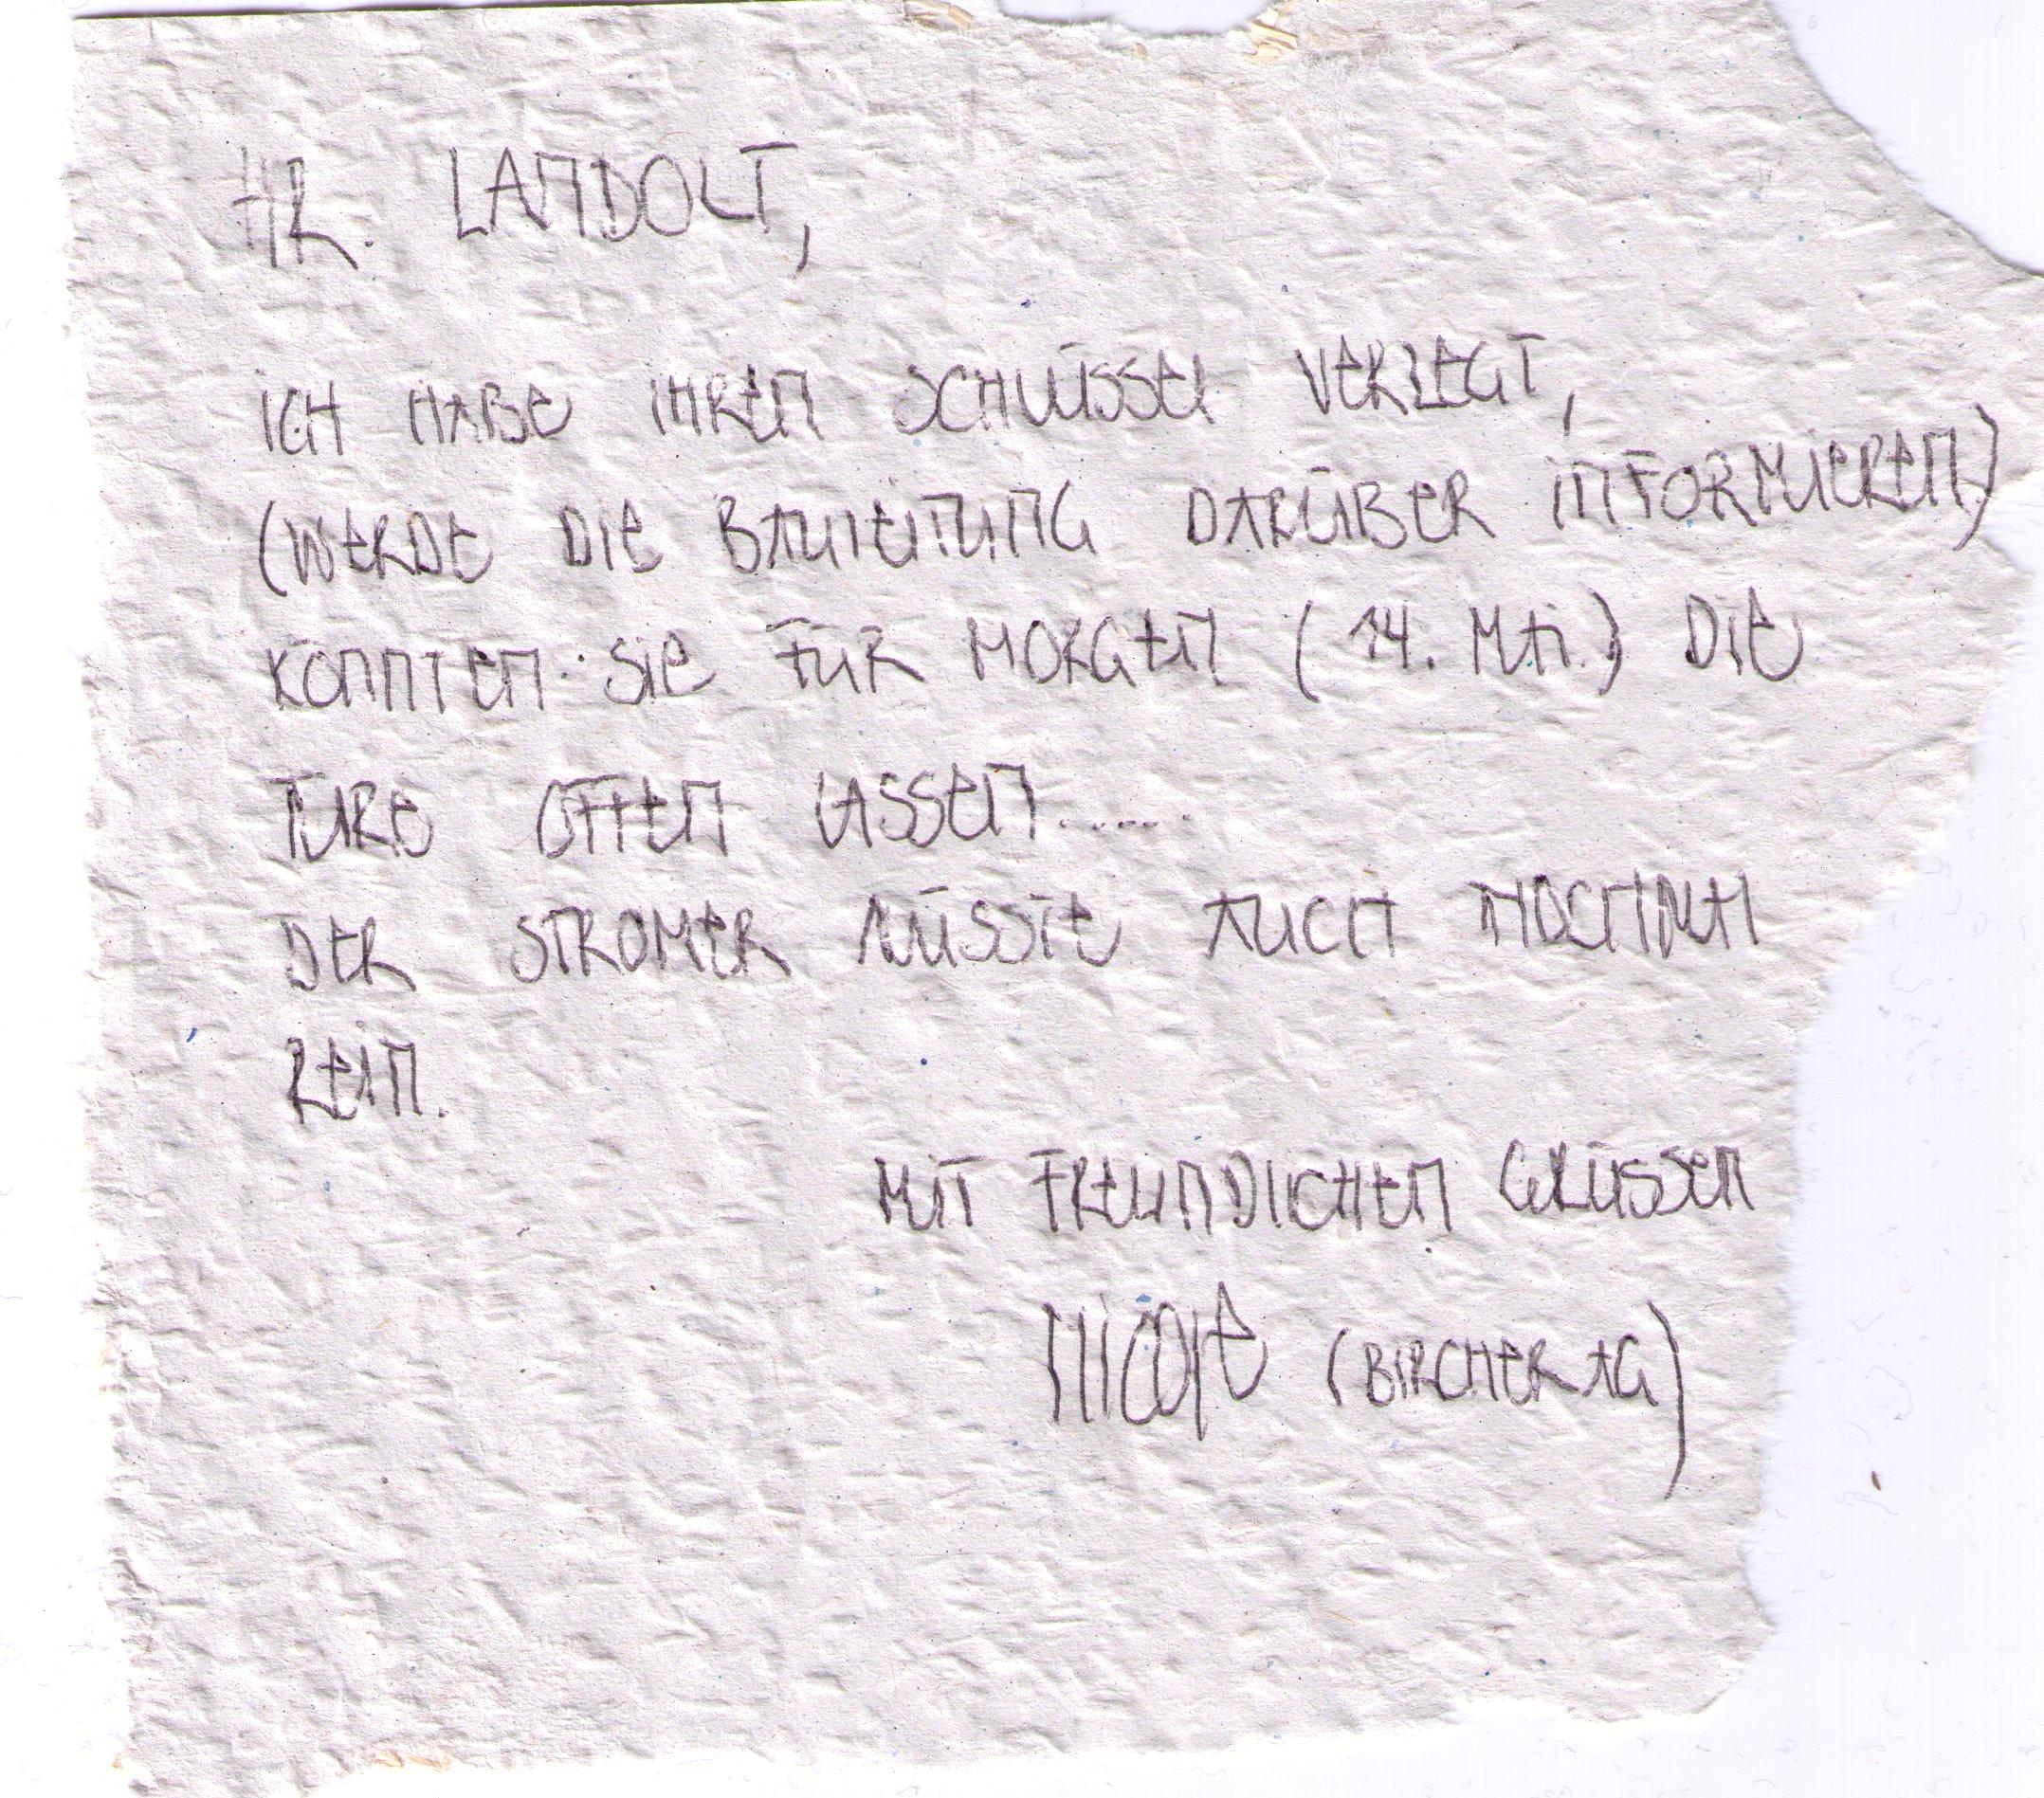 HR. LANDOLT,
ICH HABE IHREN SCHLÜSSEL VERLEGT,
(WERDE DIE BAULEITUNG DARÜBER INFORMIEREN)
KÖNNTEN SIE FÜR MORGEN (14. MAI.) DIE
TÜRE OFFEN LASSEN......
DER STROMER MÜSSTE AUCH NOCHMAL
REIN.
MIT FREUNDLICHEN GRÜSSEN
NICOLE (BIRCHER AG)